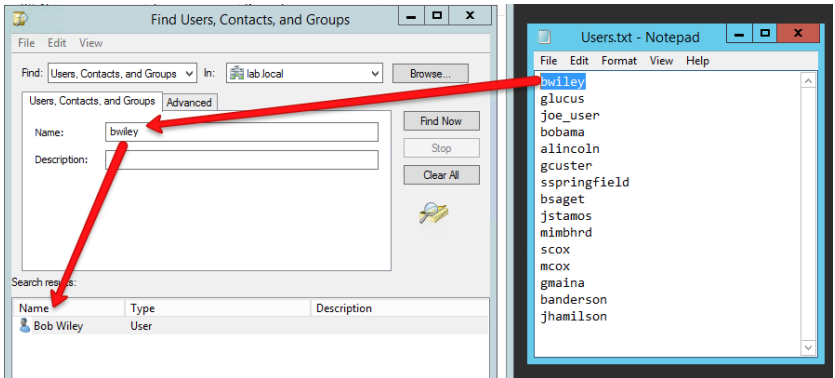 Find Users, Contacts, and Groups
File Edit View
Find: Users, Contacts, and Groups In: lab.local Browse...
Users, Contacts, and Groups Advanced
Name: bwiley
Description:
Find Now
Stop
Clear All
Search results:
Name Type Description
Bob Wiley User
Users.txt - Notepad
File Edit Format View Help
bwiley
glucus
joe_user
bobama
alincoln
gcuster
sspringfield
bsaget
jstamos
mimbhrd
scox
mcox
gmaina
banderson
jhamilson